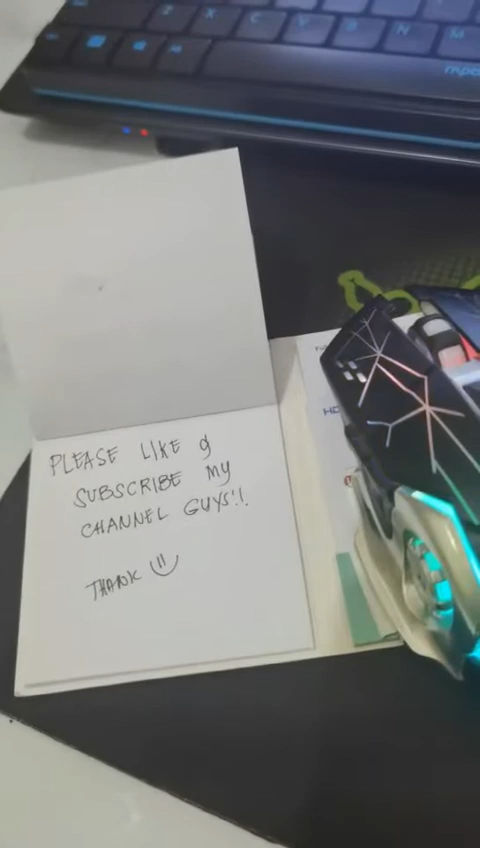 Z X C V B N M
PLEASE LIKE &
SUBSCRIBE MY
CHANNEL GUYS!!
THANK